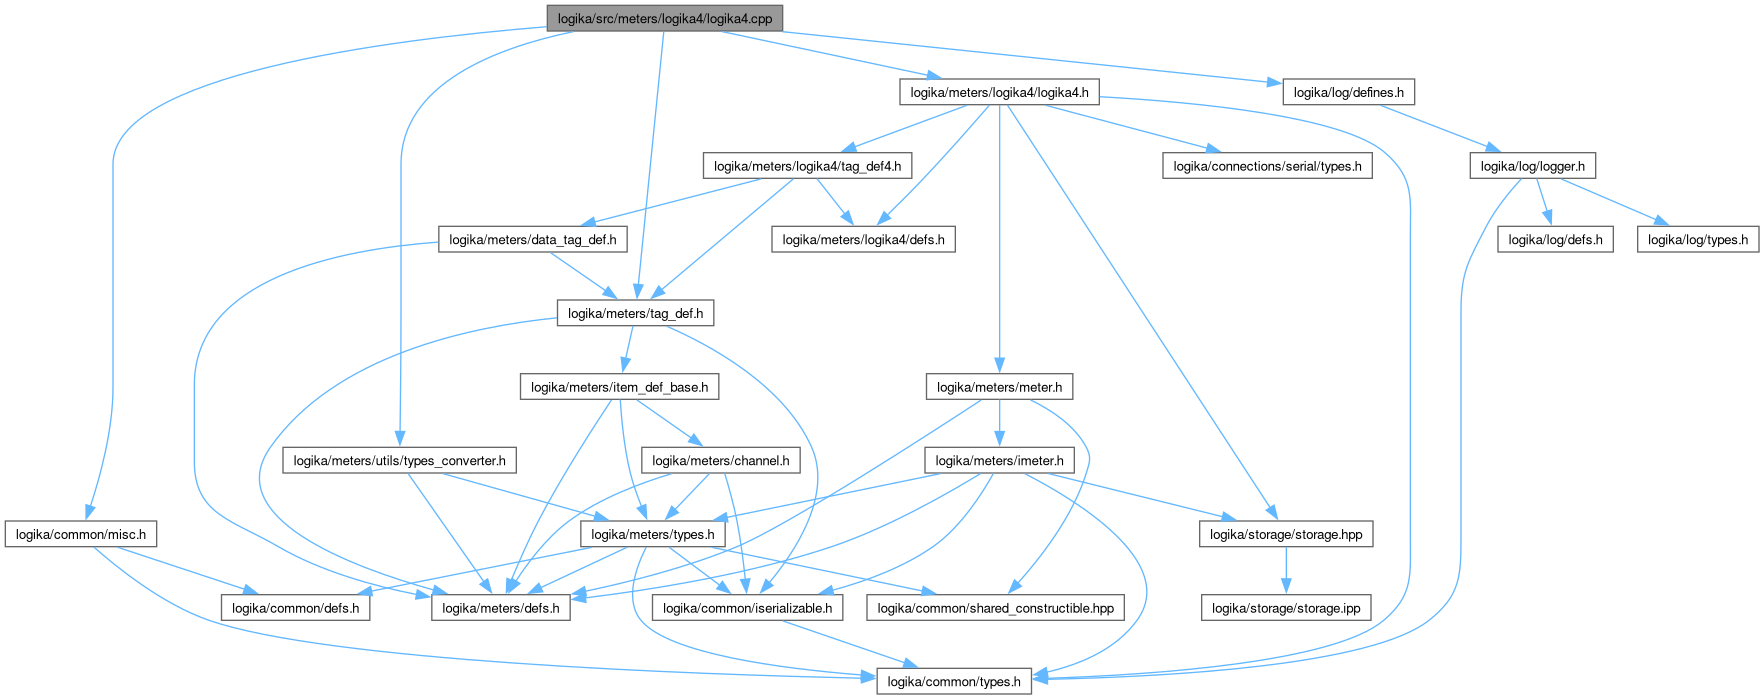 logika/src/meters/logika4/logika4.cpp
logika/meters/logika4/logika4.h
logika/log/defines.h
logika/meters/logika4/tag_def4.h
logika/connections/serial/types.h
logika/log/logger.h
logika/meters/data_tag_def.h
logika/meters/logika4/defs.h
logika/log/defs.h
logika/log/types.h
logika/meters/tag_def.h
logika/meters/item_def_base.h
logika/meters/meter.h
logika/meters/utils/types_converter.h
logika/meters/channel.h
logika/meters/imeter.h
logika/common/misc.h
logika/meters/types.h
logika/storage/storage.hpp
logika/common/defs.h
logika/meters/defs.h
logika/common/iserializable.h
logika/common/shared_constructible.hpp
logika/storage/storage.ipp
logika/common/types.h